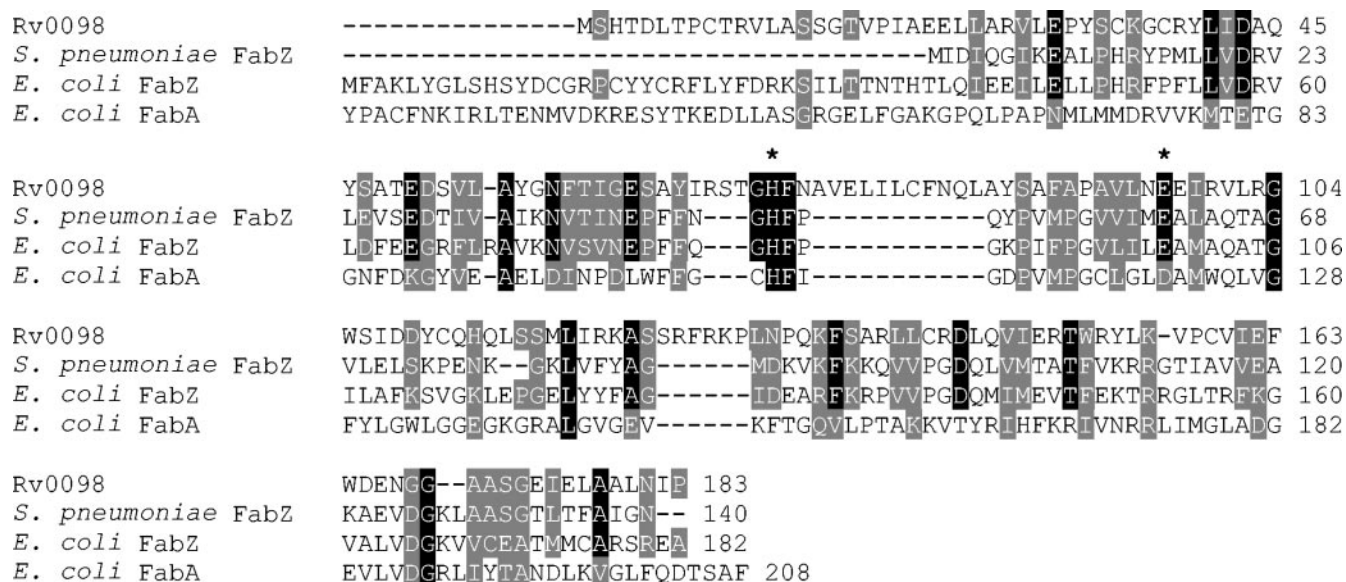 Rv0098 ----------------MSHTDLTPCTRVLASSGTVPIAEELLARVLEPYSCKGCRYLIDAQ 45
S. pneumoniae FabZ ---------------------------------------MIDIQGIKEALPHRYPMLLVDRV 23
E. coli FabZ MFAKLYGLSHSYDCGRPCYYCRFLYFDRKSILTTNTHTLQIEEILELLPHRFPFLLVDRV 60
E. coli FabA YPACFNKIRLTENMVDKRESYTKEDLLASGRGELFGAKGPQLPAPNMLMMDRVVKMTETG 83
* *
Rv0098 YSATEDSVL-AYGNFTIGESAYIRSTGHFNAVELILCFNQLAYSAFAPAVLNEEIRVLRG 104
S. pneumoniae FabZ LEVSEDTIV-AIKNVTINEPFFN---GHFP------------QYPVMPGVVIMEALAQTAG 68
E. coli FabZ LDFEEGRFLRAVKNVSVNEPFFQ---GHFP------------GKPIFPGVLILEAMAQATG 106
E. coli FabA GNFDKGYVE-AELDINPDLWFFG---CHFI------------GDPVMPGCLGLDAMWQLVG 128
Rv0098 WSIDDYCQHQLSSMLIRKASSRFRKPLNPQKFSARLLCRDLQVIERTWRYLK-VPCVIEF 163
S. pneumoniae FabZ VLELSKPENK--GKLVFYAG------MDKVKFKKQVVPGDQLVMTATFVKRRGTIAVVEA 120
E. coli FabZ ILAFKSVGKLEPGELYYFAG------IDEARFKRPVVPGDQMIMEVTFEKTRRGLTRFKG 160
E. coli FabA FYLGWLGGEGKGRALGVGEV------KFTGQVLPTAKKVTYRIHFKRIVNRRLIMGLADG 182
Rv0098 WDENGG--AASGEIELAALNIP 183
S. pneumoniae FabZ KAEVDGKLAASGTLTFAIGN-- 140
E. coli FabZ VALVDGKVVCEATMMCARSREA 182
E. coli FabA EVLVDGRLIYTANDLKVGLFQDTSAF 208